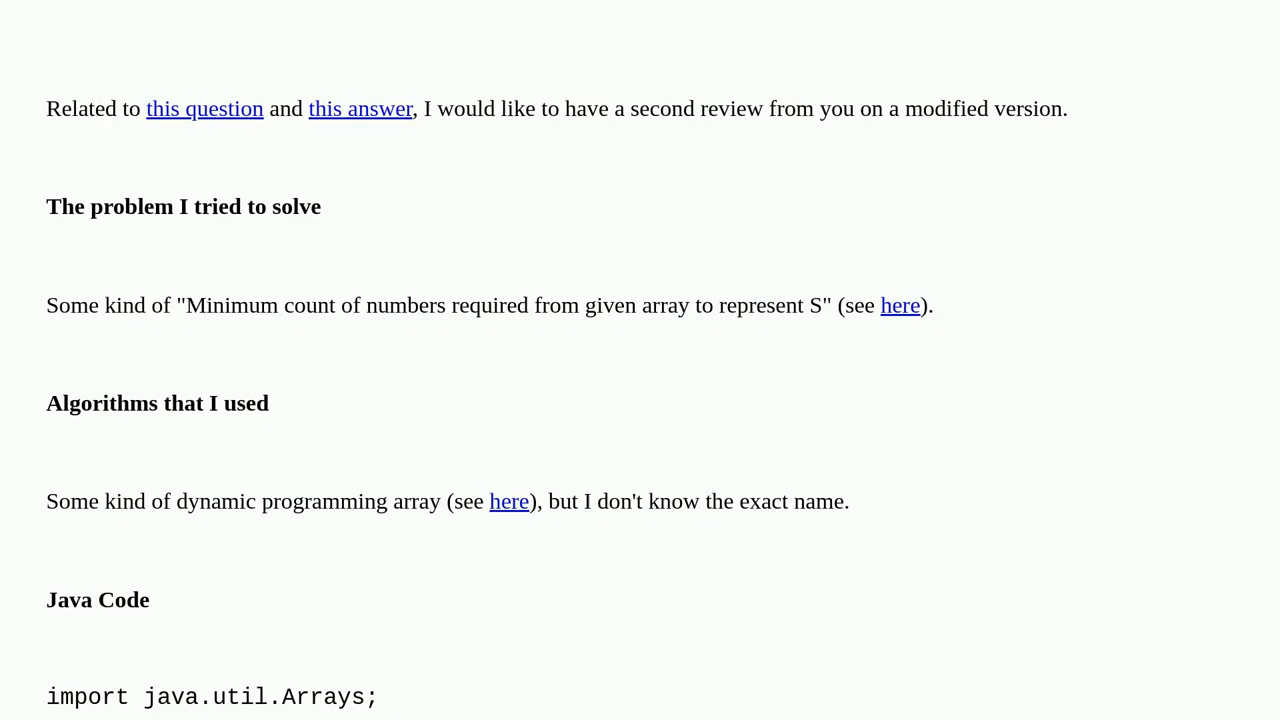 Related to this question and this answer, I would like to have a second review from you on a modified version.
The problem I tried to solve
Some kind of "Minimum count of numbers required from given array to represent S" (see here).
Algorithms that I used
Some kind of dynamic programming array (see here), but I don't know the exact name.
Java Code
import java.util.Arrays;